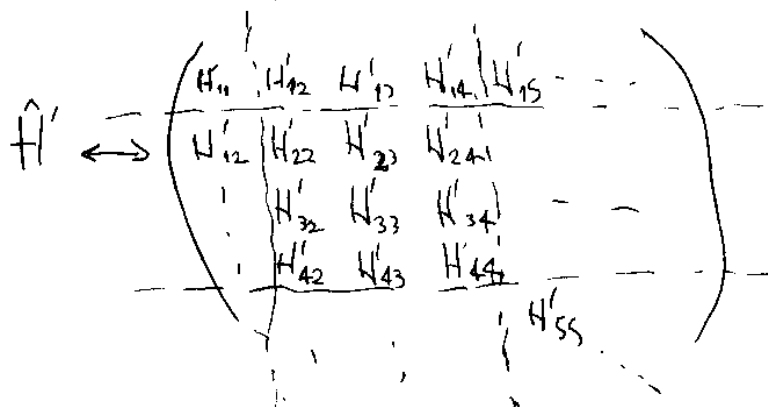 H₁₁ H'₁₂ H'₁₃ H'₁₄ H'₁₅ - - -
Ĥ' ↔ H'₁₂ H'₂₂ H'₂₃ H'₂₄
H'₃₂ H'₃₃ H'₃₄ - -
H'₄₂ H'₄₃ H'₄₄
H'₅₅